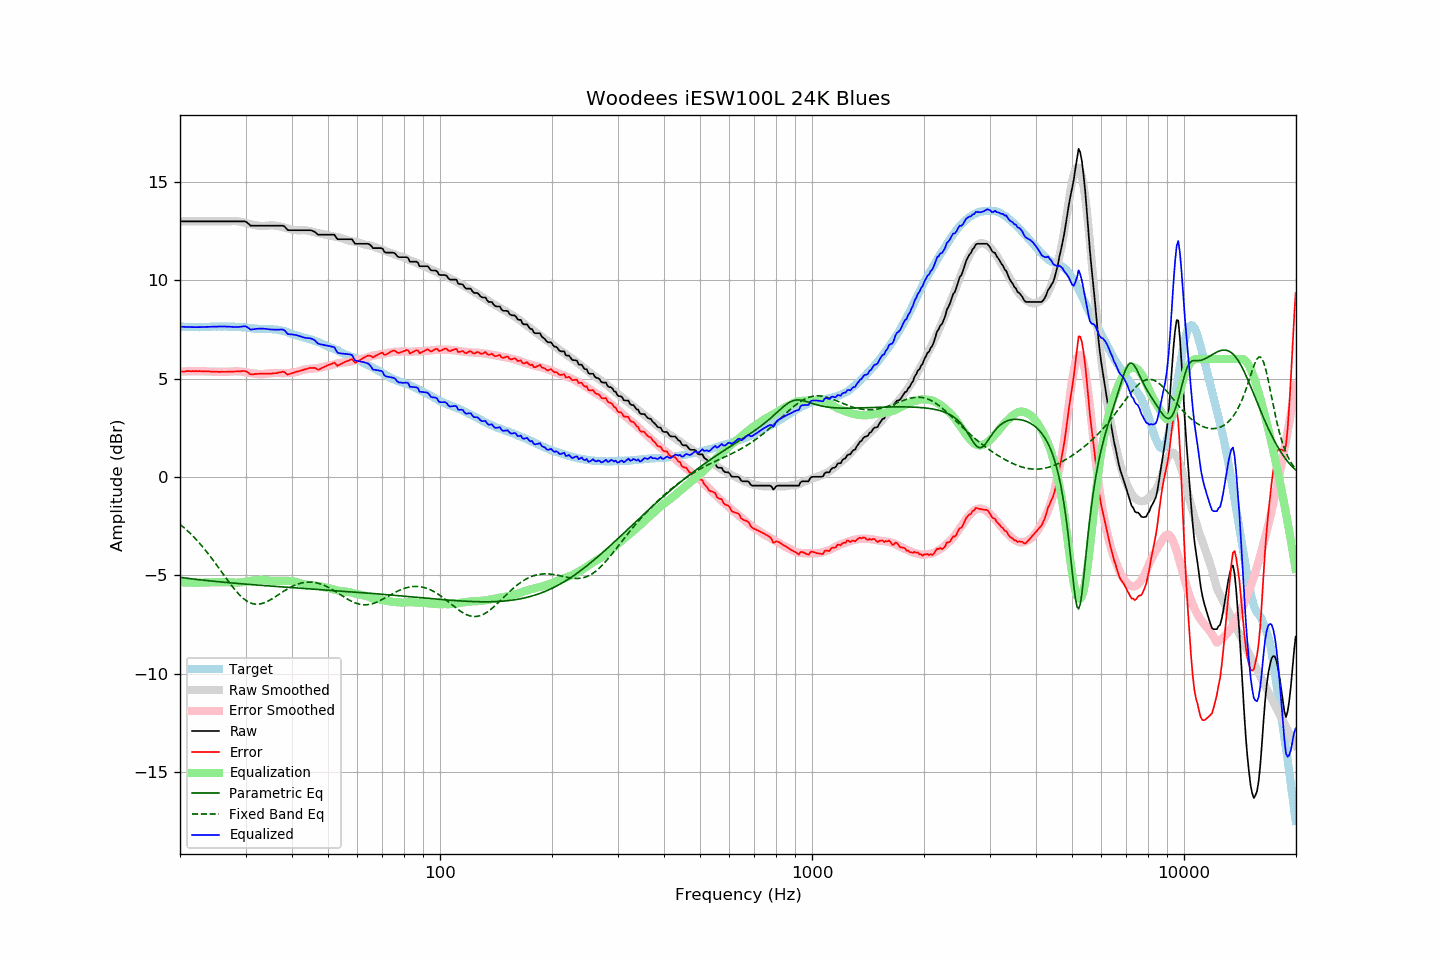 Woodees iESW100L 24K Blues
Amplitude (dBr)
15
10
5
0
−5
−10
−15
Target
Raw Smoothed
Error Smoothed
Raw
Error
Equalization
Parametric Eq
Fixed Band Eq
Equalized
100
1000
10000
Frequency (Hz)